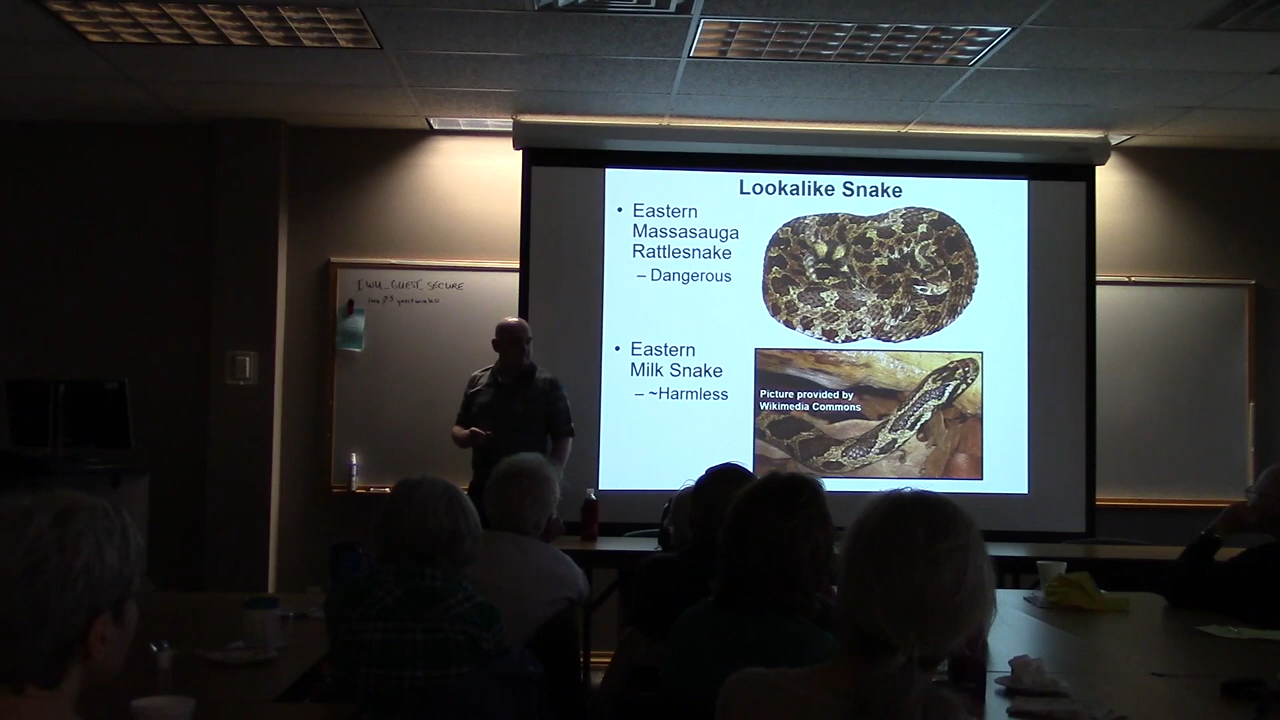 Lookalike Snake
• Eastern
Massasauga
Rattlesnake
– Dangerous
• Eastern
Milk Snake
– ~Harmless
Picture provided by
Wikimedia Commons
IWU_GUEST_SECURE